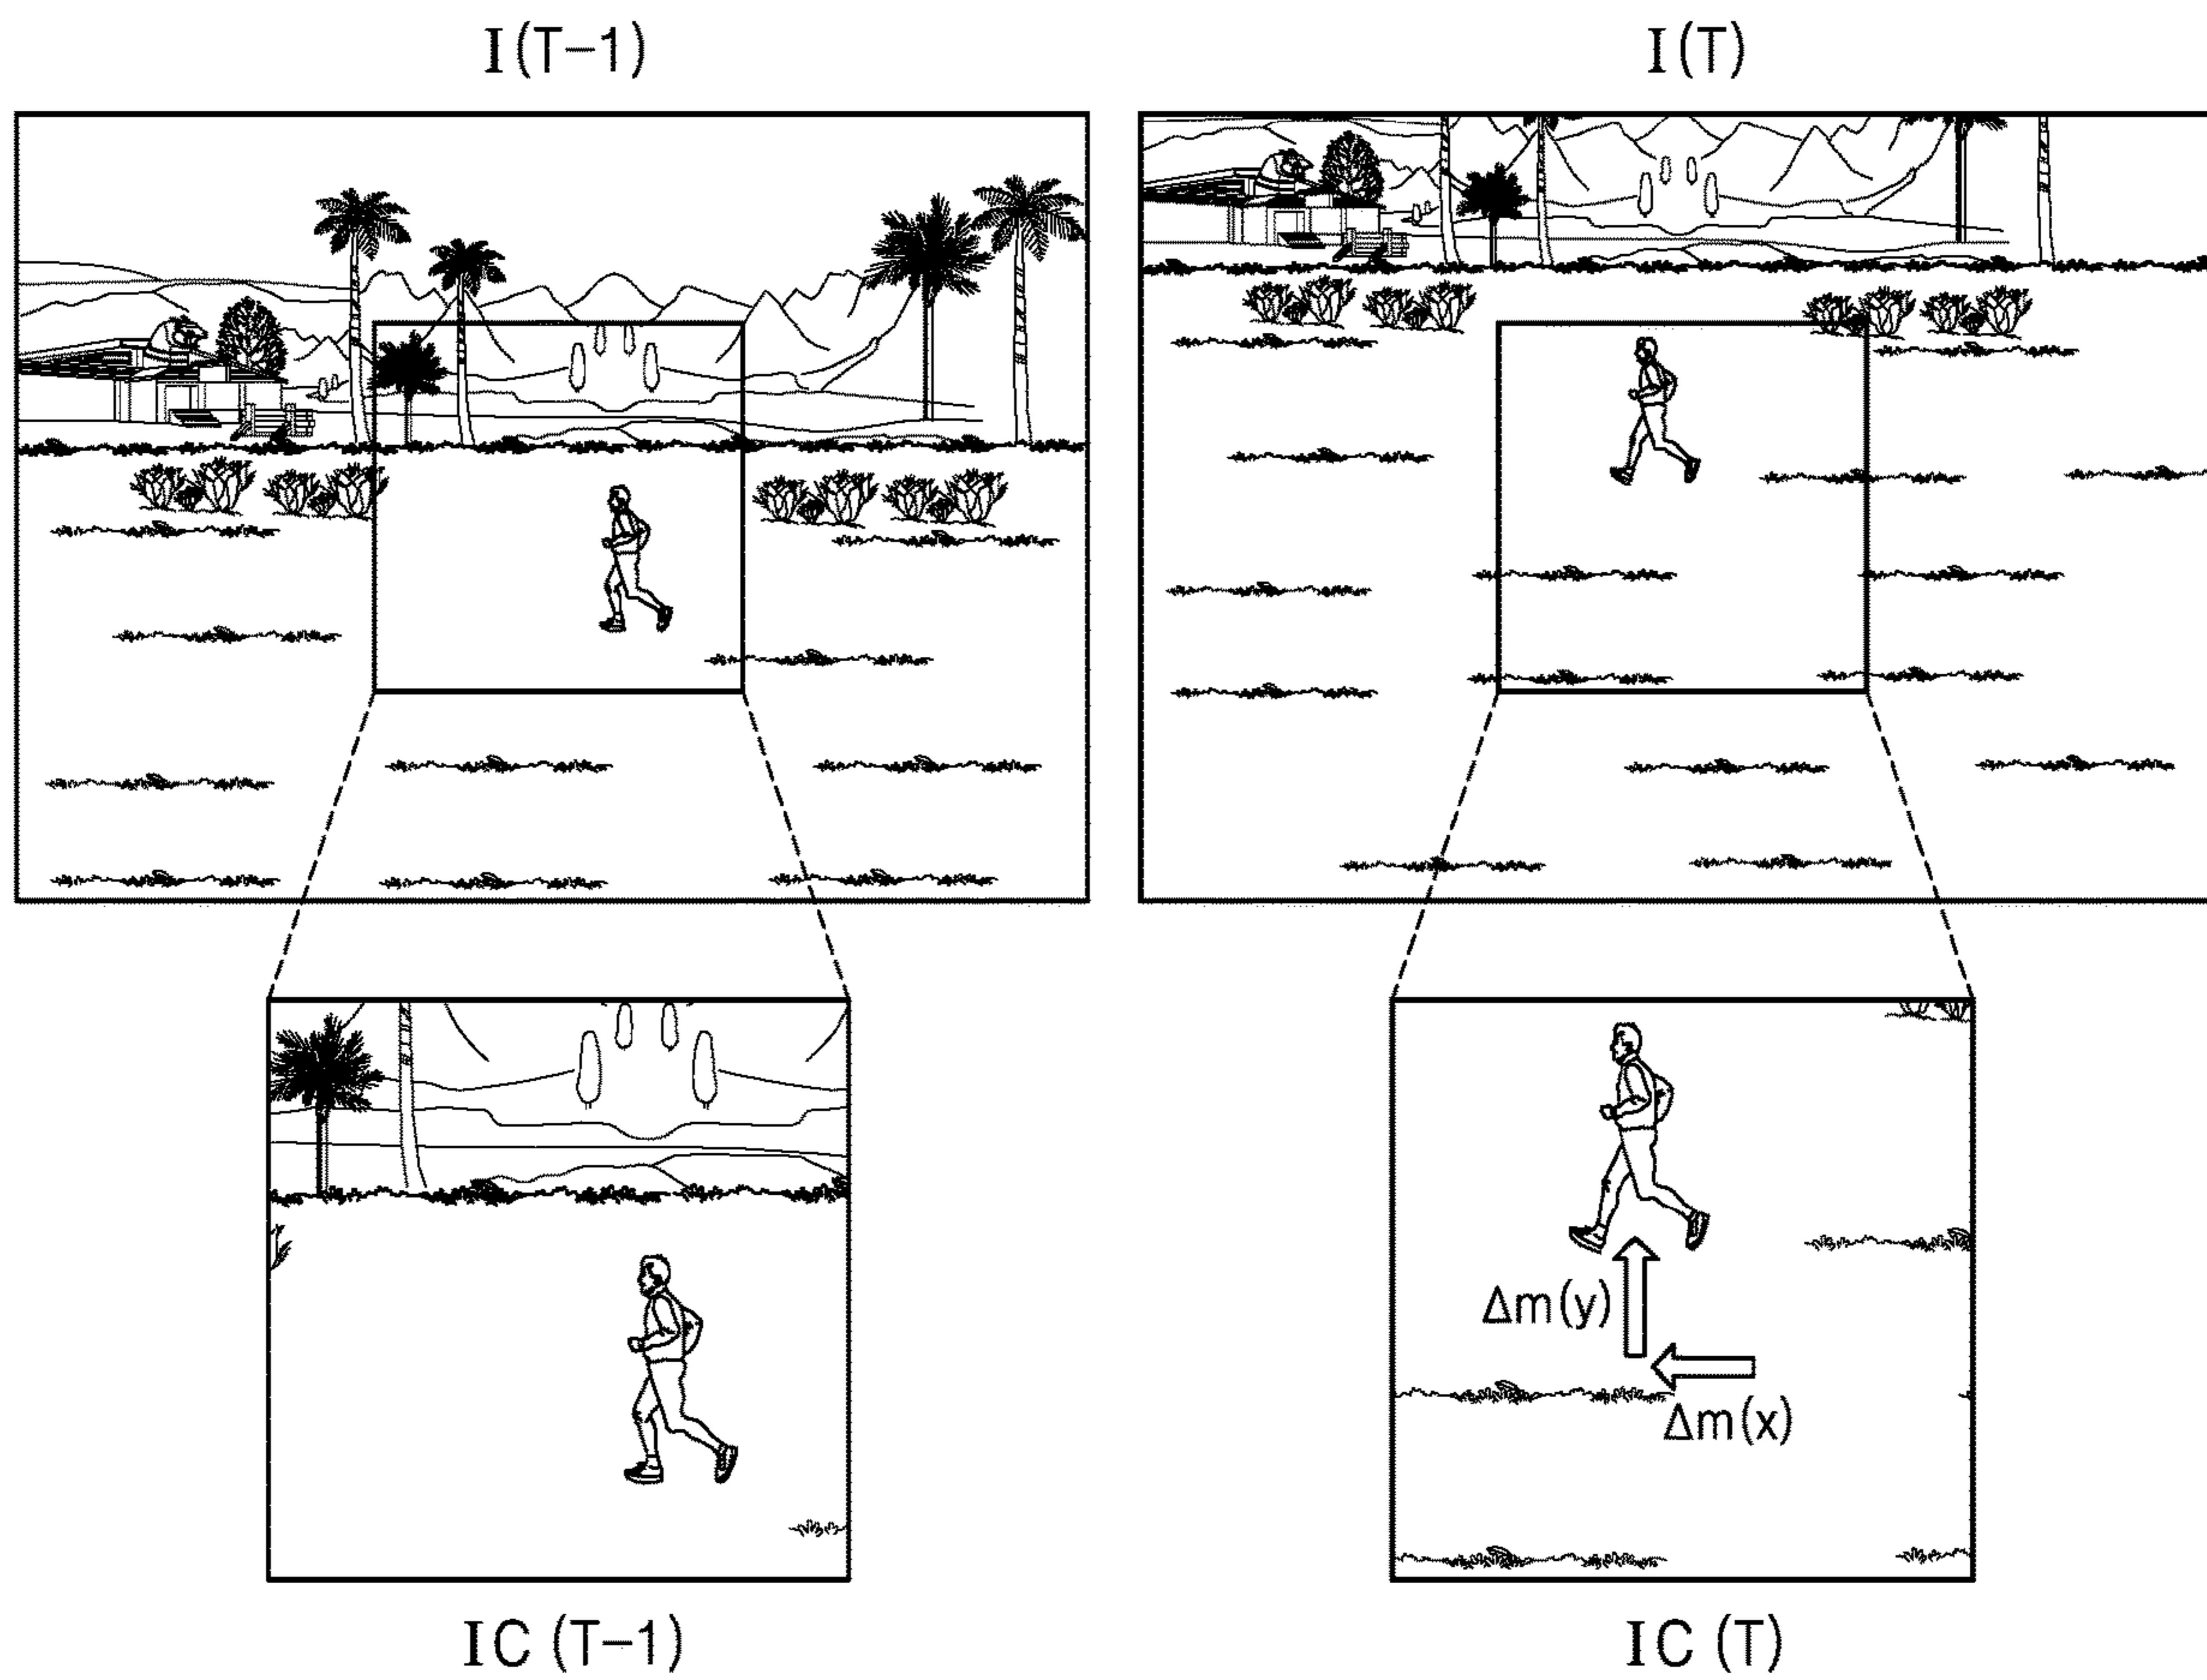 I(T-1)
I(T)
Δm(y)
Δm(x)
IC(T-1)
IC(T)